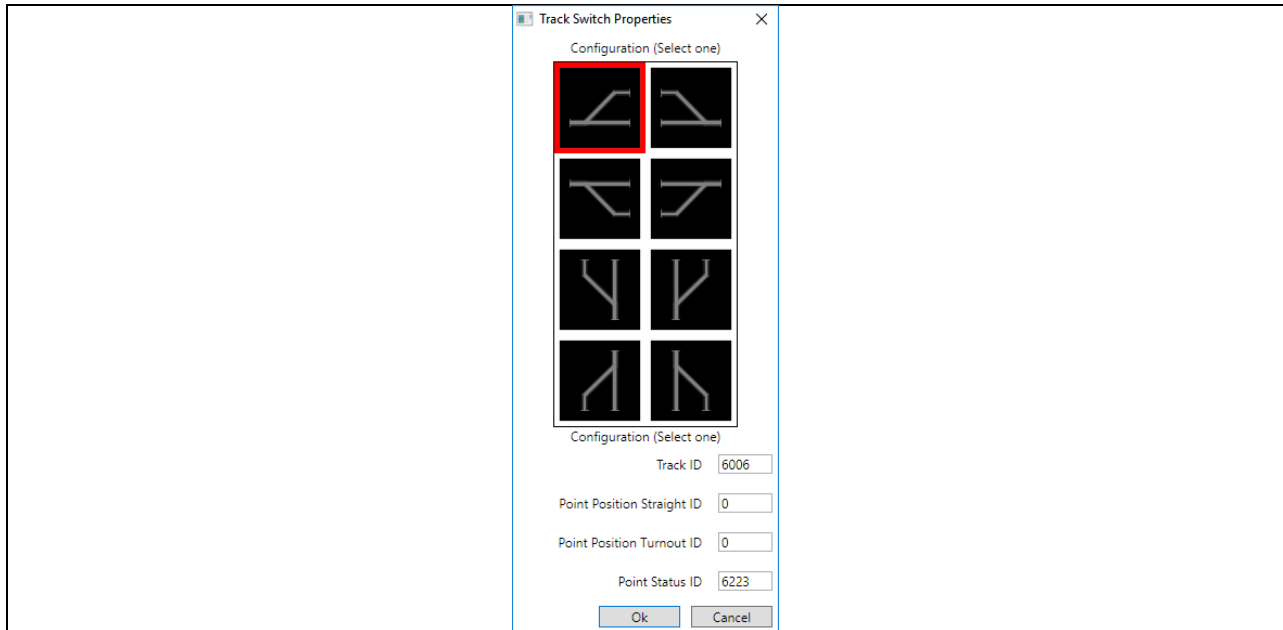 Track Switch Properties
Configuration (Select one)
Configuration (Select one)
Track ID 6006
Point Position Straight ID 0
Point Position Turnout ID 0
Point Status ID 6223
Ok Cancel